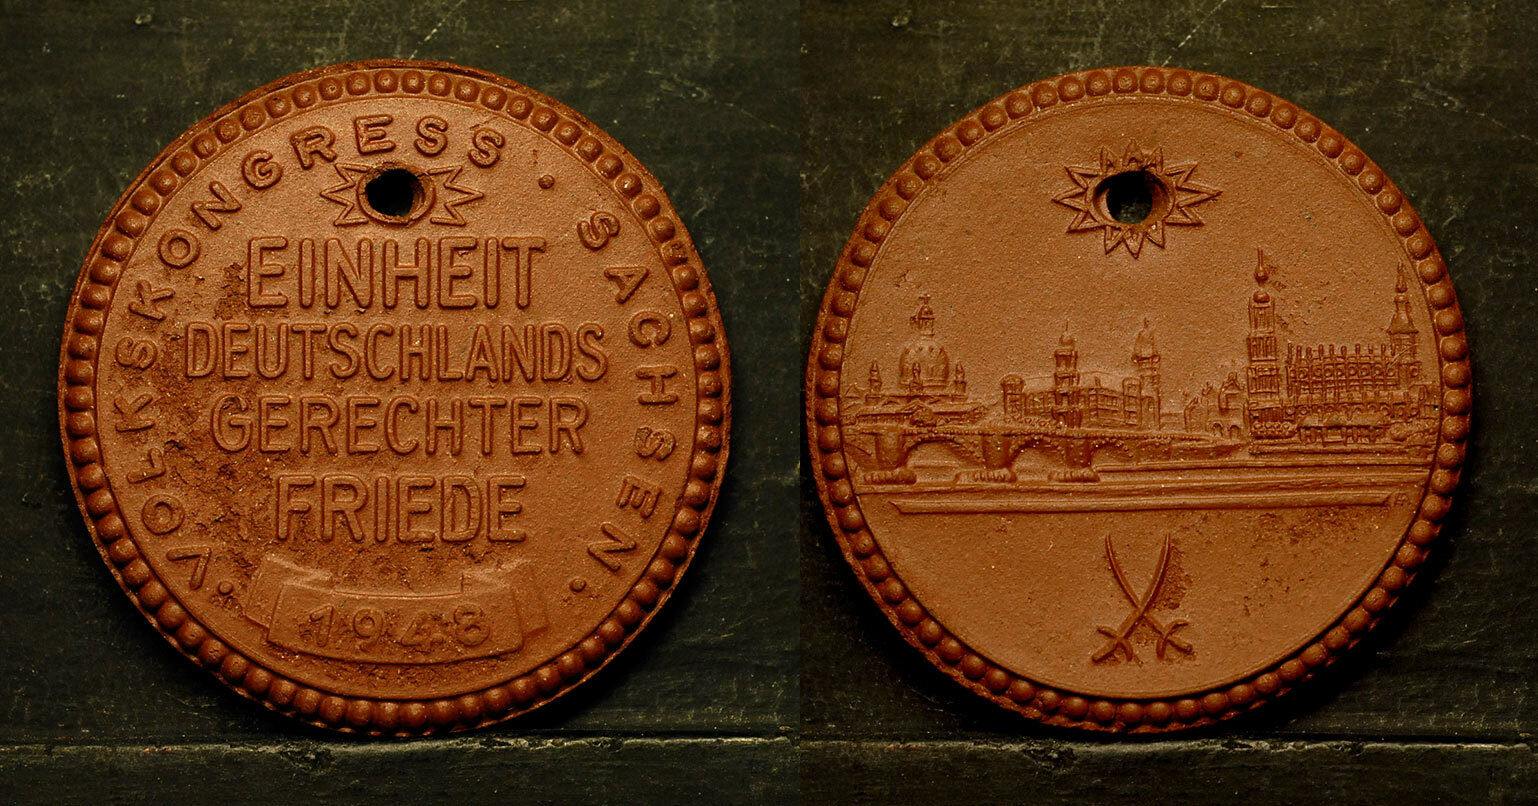 VOLKSKONGRESS · SACHSEN ·
EINHEIT
DEUTSCHLANDS
GERECHTER
FRIEDE
1948